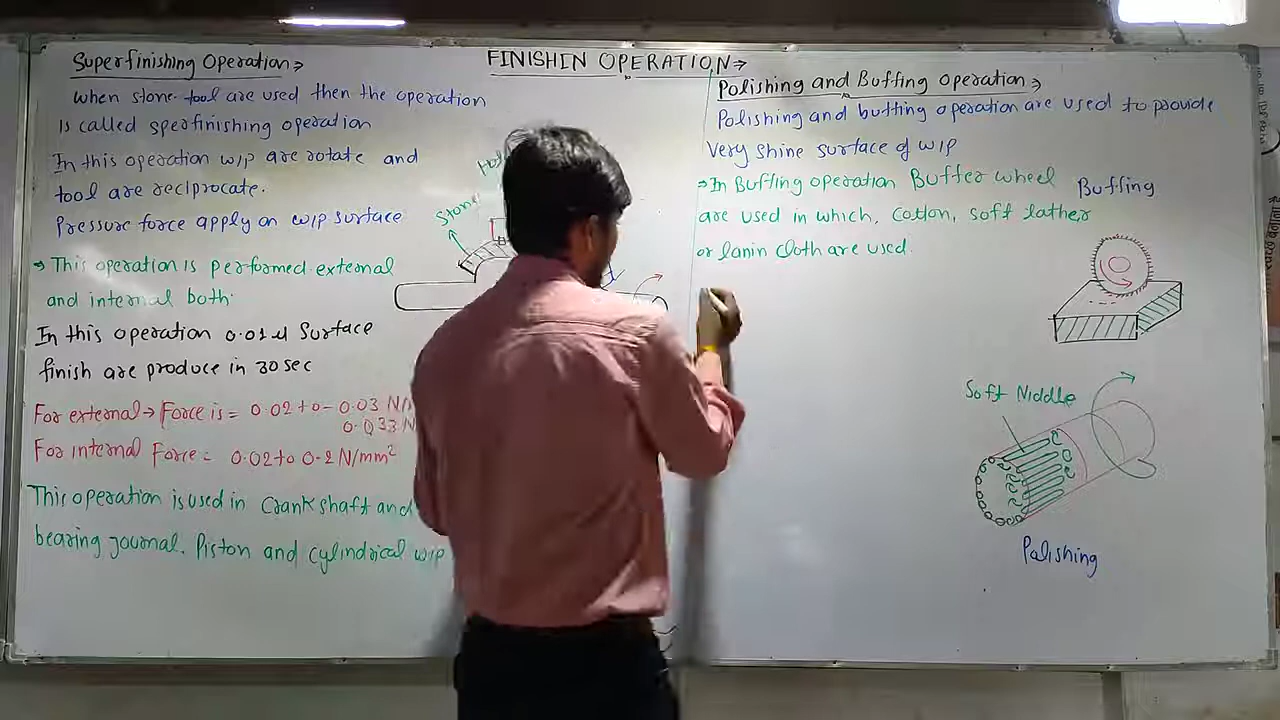 FINISHIN OPERATION→
Superfinishing Operation→
when stone tool are used then the operation
Is called sperfinishing operation
In this operation w/p are rotate and
tool are reciprocate.
Pressure force apply on w/p surface
→ This operation is performed external
and internal both.
In this operation 0.01 μ Surface
finish are produce in 30 sec
For external → Force is = 0.02 to - 0.03 N/
0.033 N
For internal Force = 0.02 to 0.2 N/mm²
This operation is used in Crank shaft and
bearing journal. Piston and cylindrical w/p
Stone
Polishing and Buffing operation→
Polishing and buffing operation are used to provide
very shine surface of w/p
→ In Buffing operation Buffer wheel
are used in which, Cotton, soft lather
or lanin cloth are used.
Buffing
Soft Niddle
Palishing